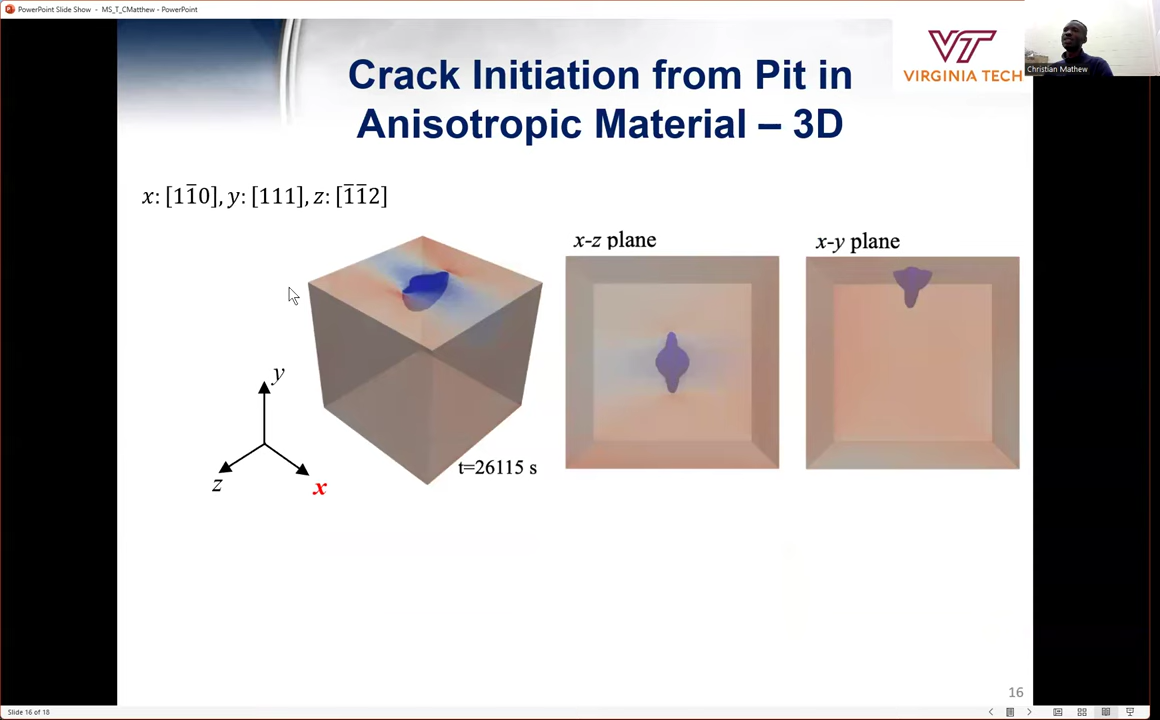 PowerPoint Slide Show - MS_T_CMatthew - PowerPoint
VT
VIRGINIA TECH
Christian Mathew
Crack Initiation from Pit in
Anisotropic Material – 3D
x: [11̅0], y: [111], z: [1̅1̅2]
x-z plane
x-y plane
y
z
x
t=26115 s
16
Slide 16 of 18